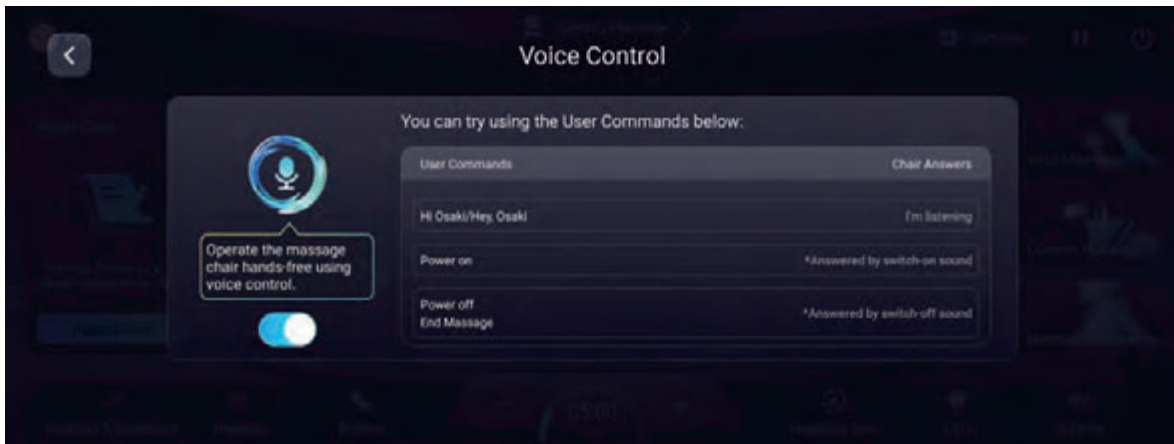 Voice Control
You can try using the User Commands below:
User Commands Chair Answers
Hi Osaki/Hey, Osaki I'm listening
Power on *Answered by switch-on sound
Power off
End Massage *Answered by switch-off sound
Operate the massage
chair hands-free using
voice control.
05:00